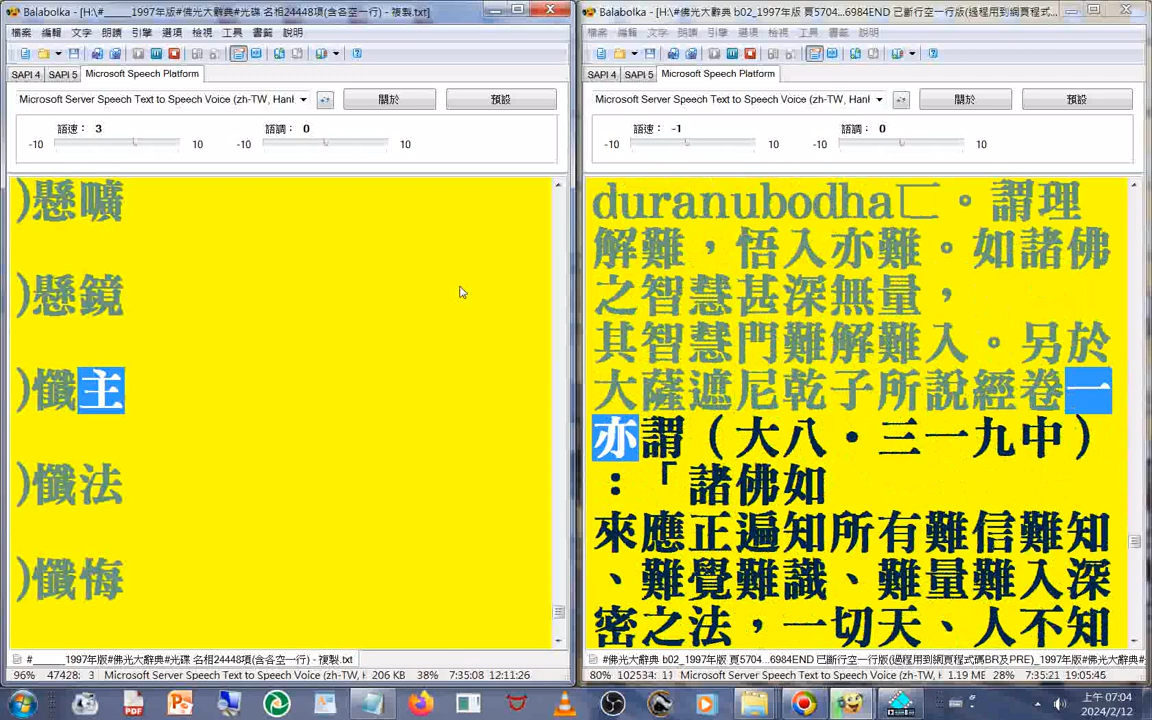 Balabolka - [H:\#_____1997年版#佛光大辭典#光碟 名相24448項(含各空一行) - 複製.txt]
檔案 編輯 文字 朗讀 引擎 選項 檢視 工具 書籤 說明
SAPI 4 SAPI 5 Microsoft Speech Platform
Microsoft Server Speech Text to Speech Voice (zh-TW, Hanl 關於 預設
語速： 3 語調： 0
-10 10 -10 10
)懸曠
)懸鏡
)懺主
)懺法
)懺悔
#_____1997年版#佛光大辭典#光碟 名相24448項(含各空一行) - 複製.txt
96% 47428: 3 Microsoft Server Speech Text to Speech Voice (zh-TW, 206 KB 38% 7:35:08 12:11:26
Balabolka - [H:\#佛光大辭典 b02_1997年版 頁5704...6984END 已斷行空一行版(過程用到網頁程式...
檔案 編輯 文字 朗讀 引擎 選項 檢視 工具 書籤 說明
SAPI 4 SAPI 5 Microsoft Speech Platform
Microsoft Server Speech Text to Speech Voice (zh-TW, Hanl 關於 預設
語速： -1 語調： 0
-10 10 -10 10
duranubodha匸。謂理
解難，悟入亦難。如諸佛
之智慧甚深無量，
其智慧門難解難入。另於
大薩遮尼乾子所說經卷一
亦謂（大八•三一九中）
：「諸佛如
來應正遍知所有難信難知
、難覺難識、難量難入深
密之法，一切天、人不知
#佛光大辭典 b02_1997年版 頁5704...6984END 已斷行空一行版(過程用到網頁程式碼BR及PRE)_1997年版#
80% 102534: 11 Microsoft Server Speech Text to Speech Voice (zh-TW, 1.19 ME 28% 7:35:21 19:05:45
上午 07:04
2024/2/12